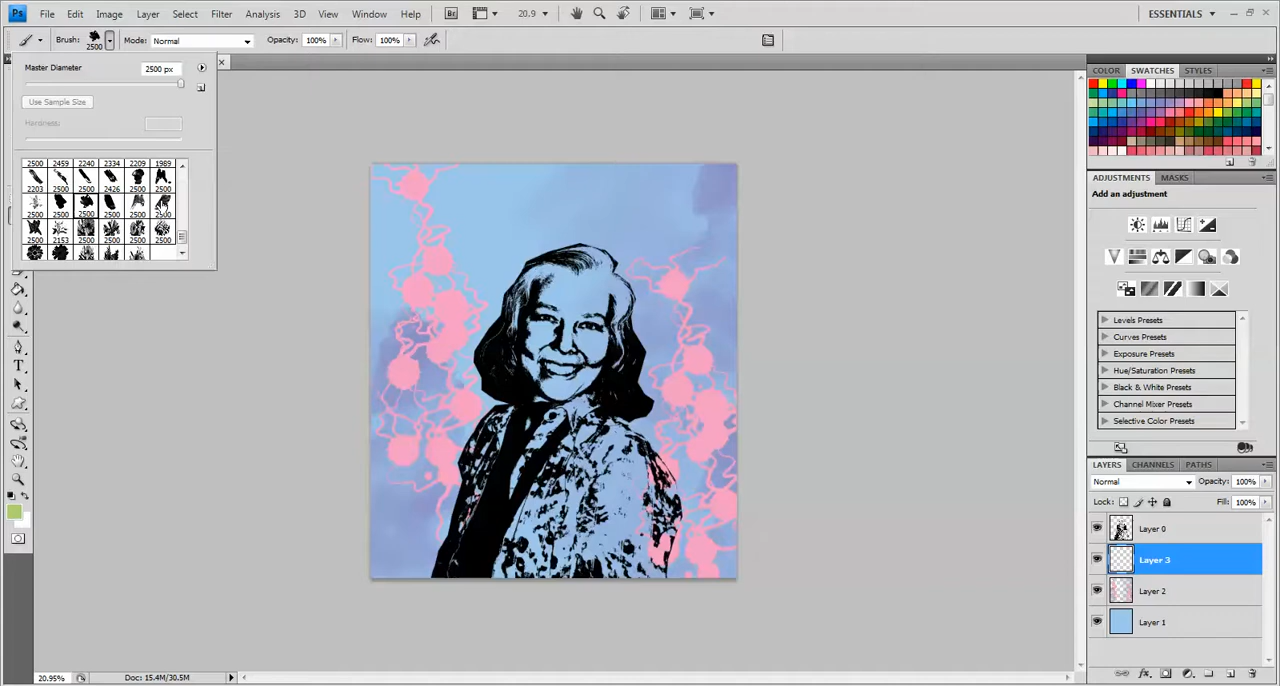 Ps File Edit Image Layer Select Filter Analysis 3D View Window Help Br 20.9 ESSENTIALS
Brush: 2500 Mode: Normal Opacity: 100% Flow: 100%
Master Diameter 2500 px
Use Sample Size
Hardness:
2500 2459 2240 2334 2209 1989
2203 2500 2500 2426 2500 2500
2500 2500 2500 2500 2500 2500
2500 2153 2500 2500 2500 2500
COLOR SWATCHES STYLES
ADJUSTMENTS MASKS
Add an adjustment
Levels Presets
Curves Presets
Exposure Presets
Hue/Saturation Presets
Black & White Presets
Channel Mixer Presets
Selective Color Presets
LAYERS CHANNELS PATHS
Normal Opacity: 100%
Lock: Fill: 100%
Layer 0
Layer 3
Layer 2
Layer 1
20.95% Doc: 15.4M/30.5M